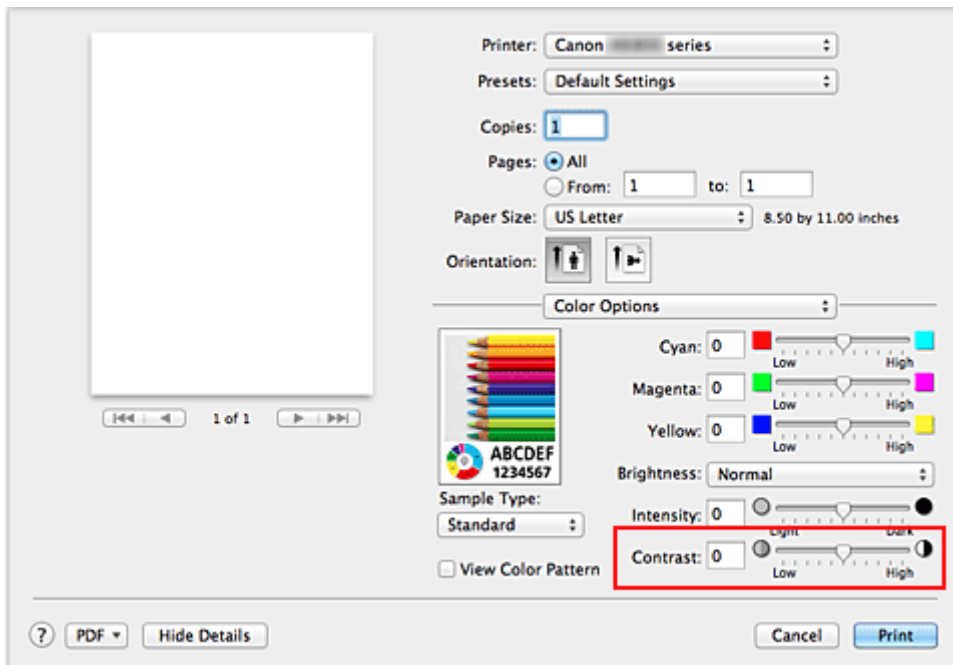 Printer: Canon series
Presets: Default Settings
Copies: 1
Pages: All
From: 1 to: 1
Paper Size: US Letter 8.50 by 11.00 inches
Orientation:
Color Options
Cyan: 0
Low High
Magenta: 0
Low High
Yellow: 0
Low High
ABCDEF
1234567
Brightness: Normal
Sample Type:
Standard
Intensity: 0
Light Dark
Contrast: 0
Low High
View Color Pattern
1 of 1
? PDF Hide Details Cancel Print